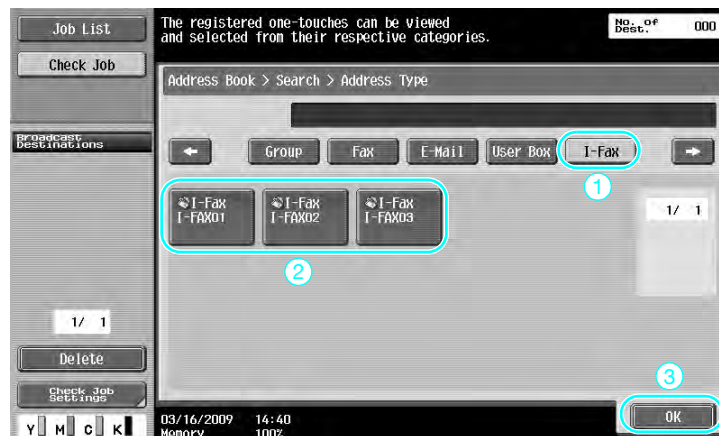 Job List
The registered one-touches can be viewed
and selected from their respective categories.
No. of
Dest.
000
Check Job
Address Book > Search > Address Type
Broadcast
Destinations
Group
Fax
E-Mail
User Box
I-Fax
1
I-Fax
I-FAX01
I-Fax
I-FAX02
I-Fax
I-FAX03
1/ 1
2
1/ 1
Delete
3
Check Job
Settings
OK
Y M C K
03/16/2009 14:40
Memory 100%